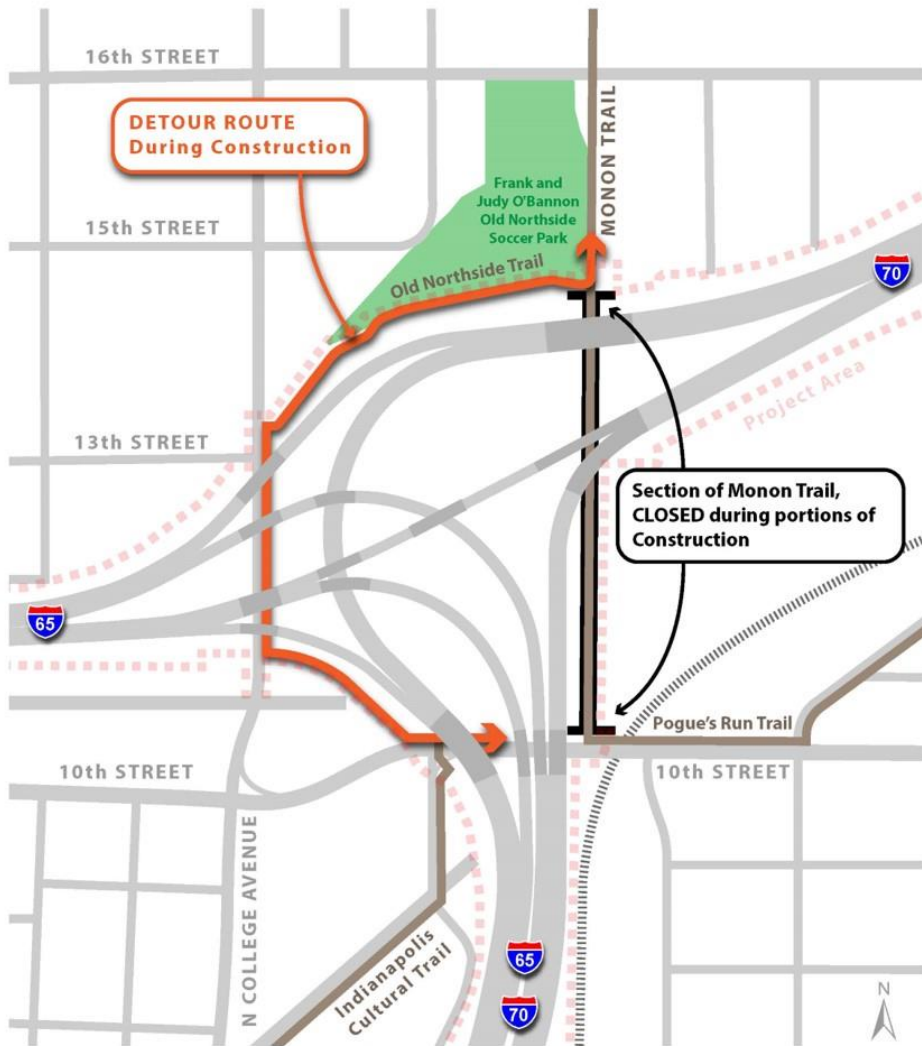 16th STREET
DETOUR ROUTE
During Construction
MONON TRAIL
Frank and
Judy O'Bannon
Old Northside
Soccer Park
15th STREET
Old Northside Trail
70
Project Area
13th STREET
Section of Monon Trail,
CLOSED during portions of
Construction
65
Pogue's Run Trail
10th STREET
10th STREET
N COLLEGE AVENUE
Indianapolis
Cultural Trail
65
70
N